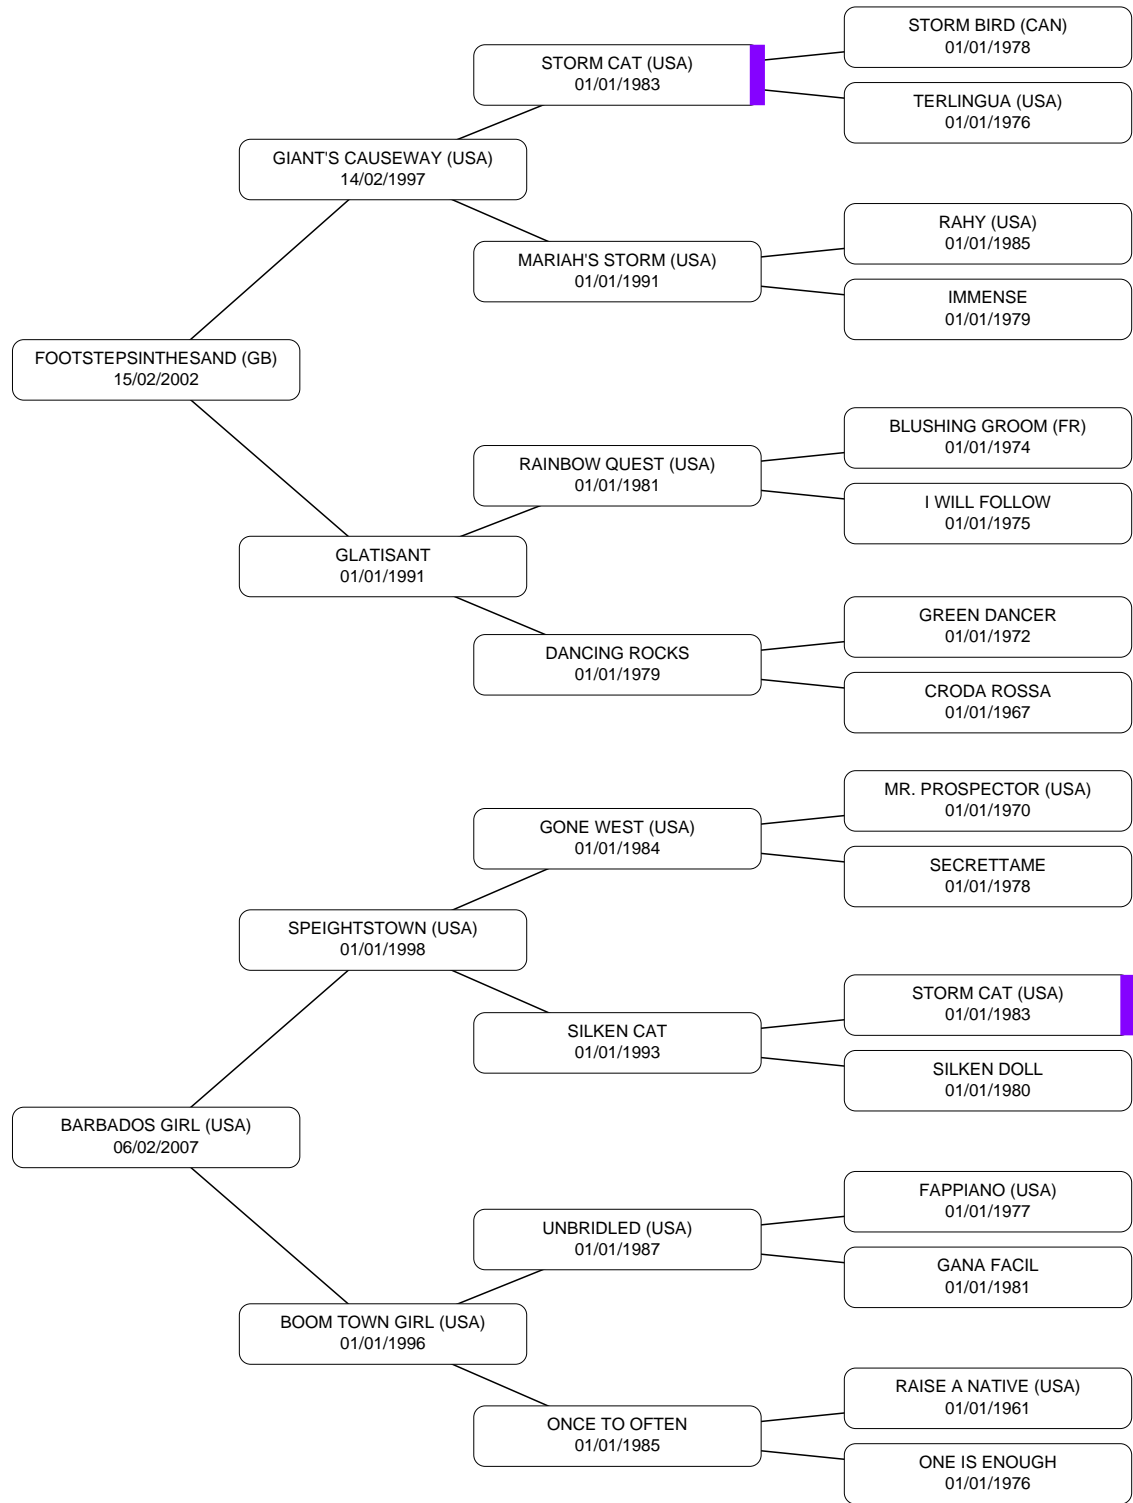 STORM BIRD (CAN)
01/01/1978
STORM CAT (USA)
01/01/1983
TERLINGUA (USA)
01/01/1976
GIANT'S CAUSEWAY (USA)
14/02/1997
RAHY (USA)
01/01/1985
MARIAH'S STORM (USA)
01/01/1991
IMMENSE
01/01/1979
FOOTSTEPSINTHESAND (GB)
15/02/2002
BLUSHING GROOM (FR)
01/01/1974
RAINBOW QUEST (USA)
01/01/1981
I WILL FOLLOW
01/01/1975
GLATISANT
01/01/1991
GREEN DANCER
01/01/1972
DANCING ROCKS
01/01/1979
CRODA ROSSA
01/01/1967
MR. PROSPECTOR (USA)
01/01/1970
GONE WEST (USA)
01/01/1984
SECRETTAME
01/01/1978
SPEIGHTSTOWN (USA)
01/01/1998
STORM CAT (USA)
01/01/1983
SILKEN CAT
01/01/1993
SILKEN DOLL
01/01/1980
BARBADOS GIRL (USA)
06/02/2007
FAPPIANO (USA)
01/01/1977
UNBRIDLED (USA)
01/01/1987
GANA FACIL
01/01/1981
BOOM TOWN GIRL (USA)
01/01/1996
RAISE A NATIVE (USA)
01/01/1961
ONCE TO OFTEN
01/01/1985
ONE IS ENOUGH
01/01/1976